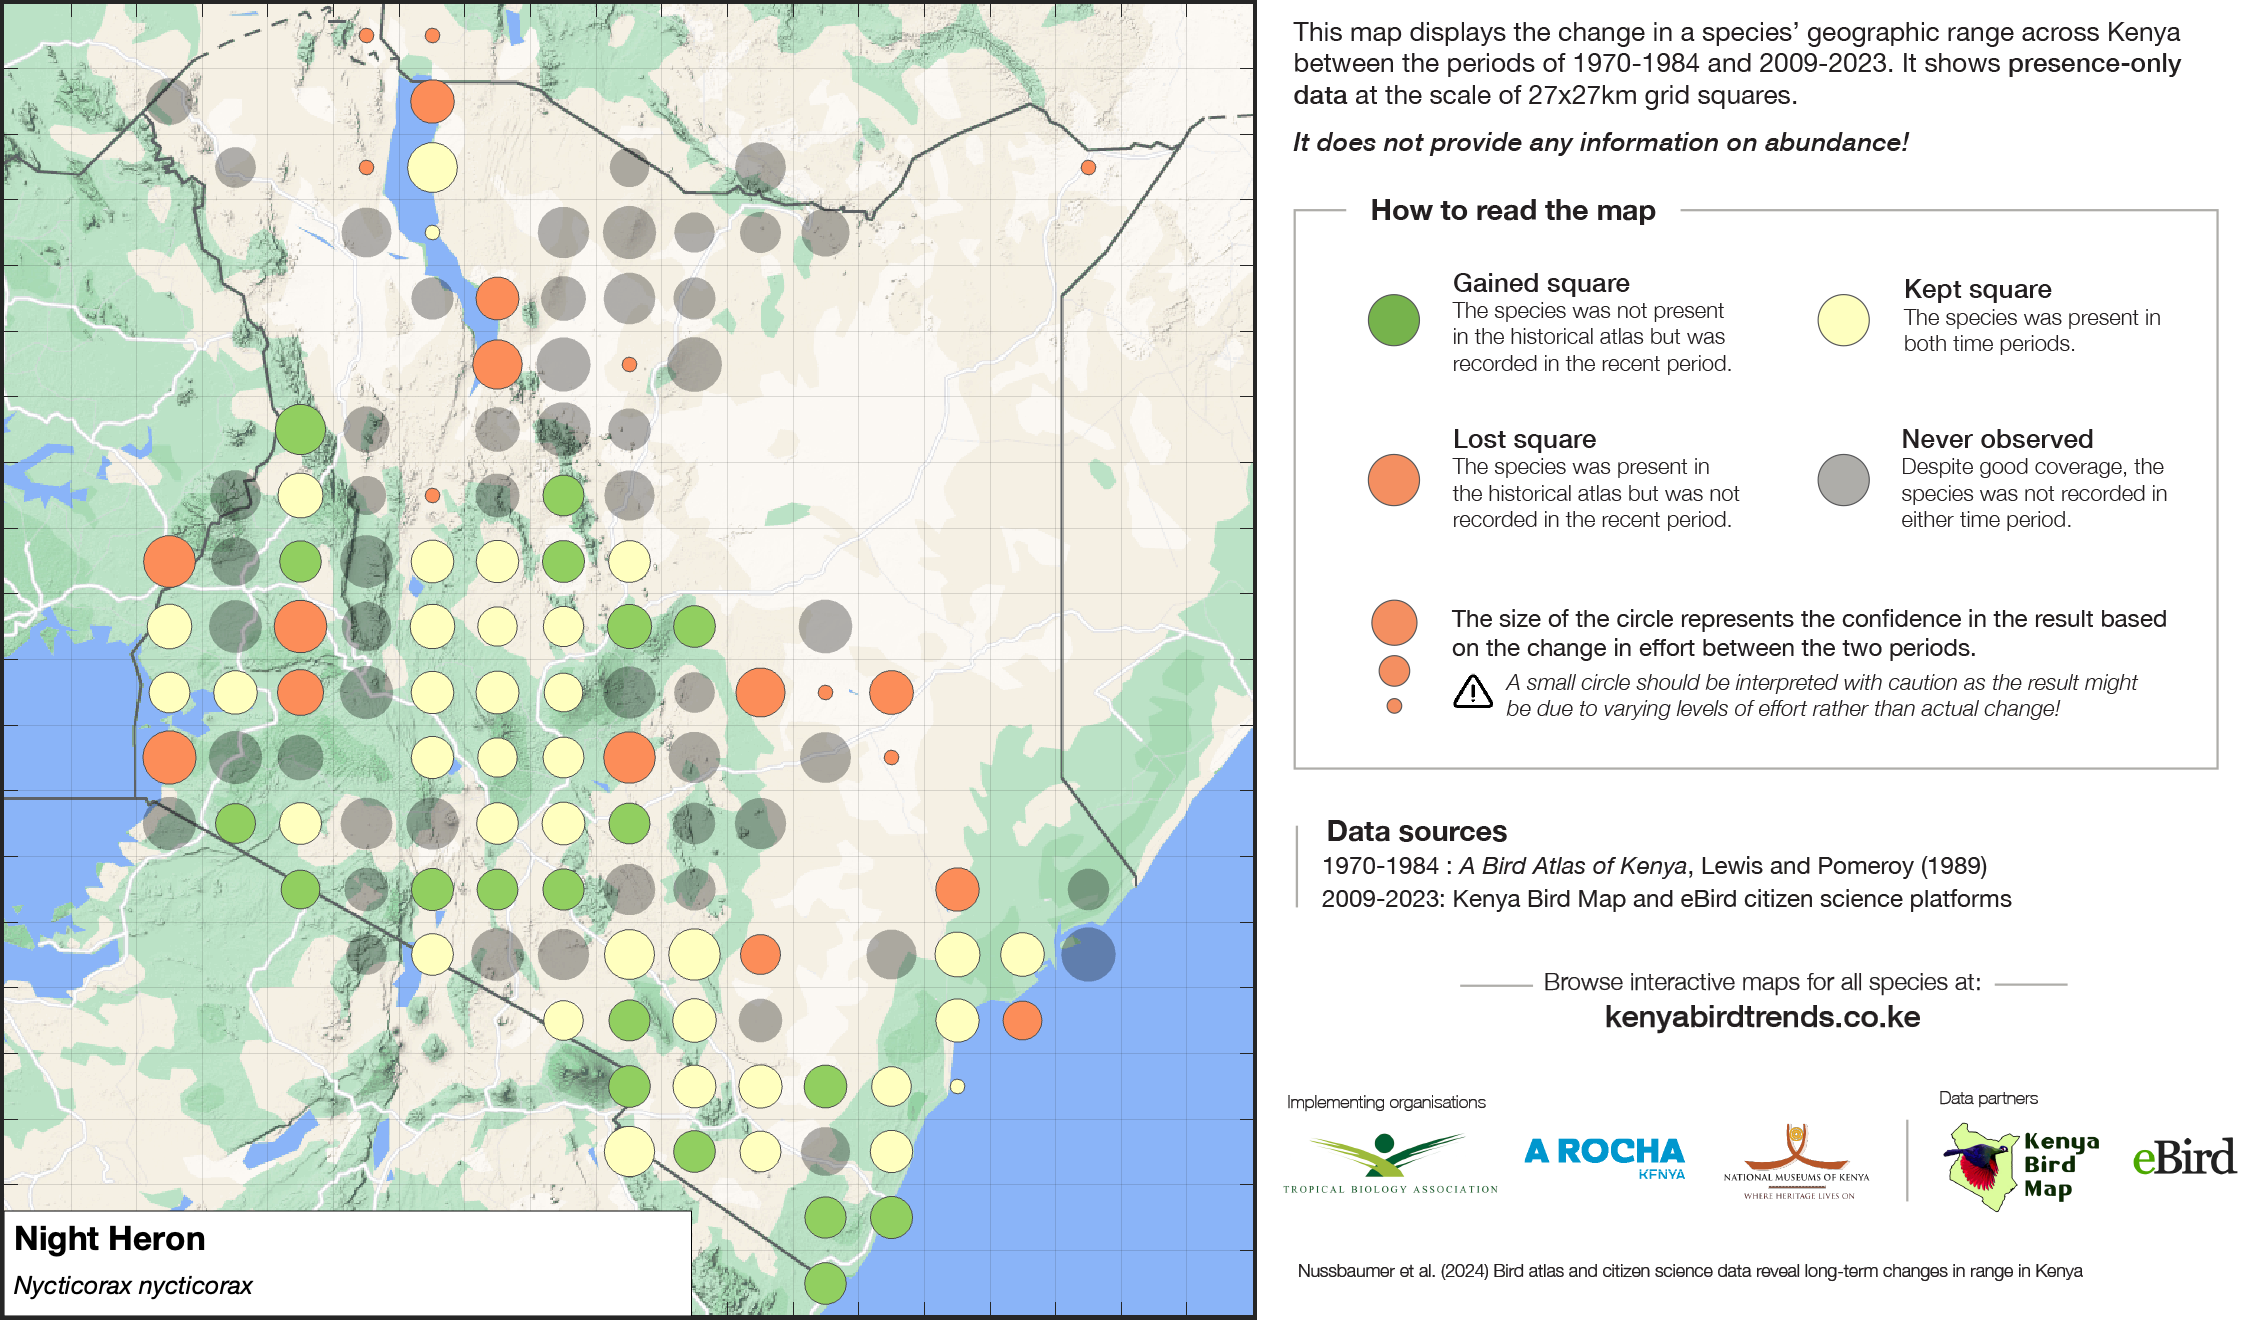 This map displays the change in a species’ geographic range across Kenya
between the periods of 1970-1984 and 2009-2023. It shows presence-only
data at the scale of 27x27km grid squares.
It does not provide any information on abundance!
How to read the map
Gained square
The species was not present
in the historical atlas but was
recorded in the recent period.
Kept square
The species was present in
both time periods.
Lost square
The species was present in
the historical atlas but was not
recorded in the recent period.
Never observed
Despite good coverage, the
species was not recorded in
either time period.
The size of the circle represents the confidence in the result based
on the change in effort between the two periods.
A small circle should be interpreted with caution as the result might
be due to varying levels of effort rather than actual change!
Data sources
1970-1984 : A Bird Atlas of Kenya, Lewis and Pomeroy (1989)
2009-2023: Kenya Bird Map and eBird citizen science platforms
Browse interactive maps for all species at:
kenyabirdtrends.co.ke
Implementing organisations
Data partners
TROPICAL BIOLOGY ASSOCIATION
A ROCHA
KENYA
NATIONAL MUSEUMS OF KENYA
WHERE HERITAGE LIVES ON
Kenya
Bird
Map
eBird
Night Heron
Nycticorax nycticorax
Nussbaumer et al. (2024) Bird atlas and citizen science data reveal long-term changes in range in Kenya